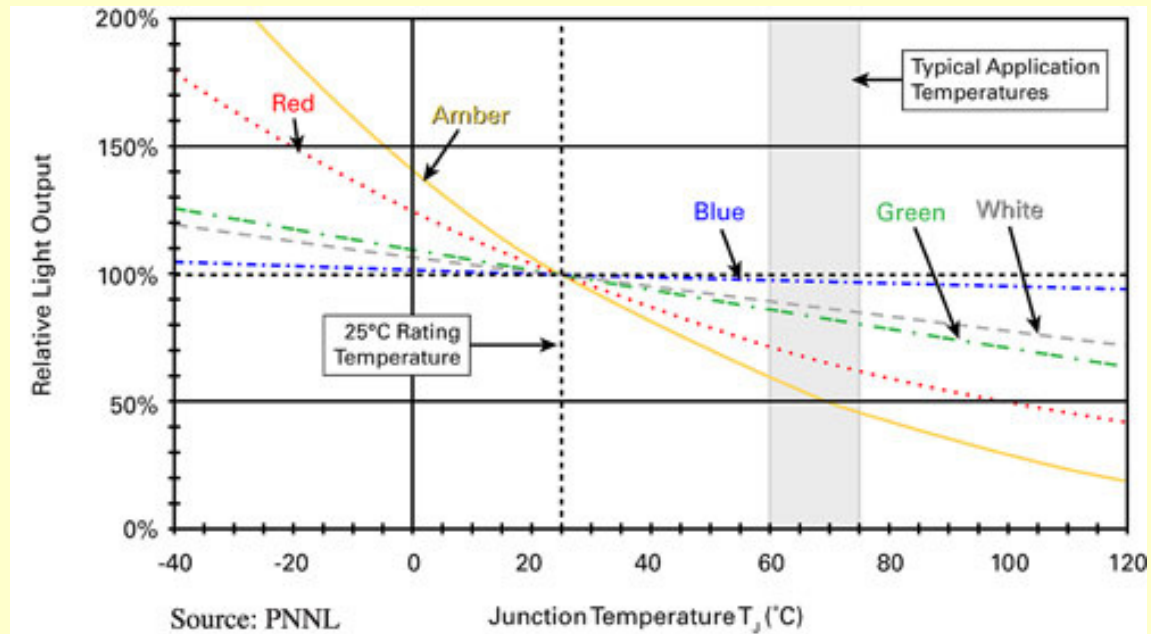 200%
150%
100%
50%
0%
Relative Light Output
Red
Amber
Blue
Green
White
Typical Application
Temperatures
25°C Rating
Temperature
-40
-20
0
20
40
60
80
100
120
Source: PNNL
Junction Temperature TJ (°C)